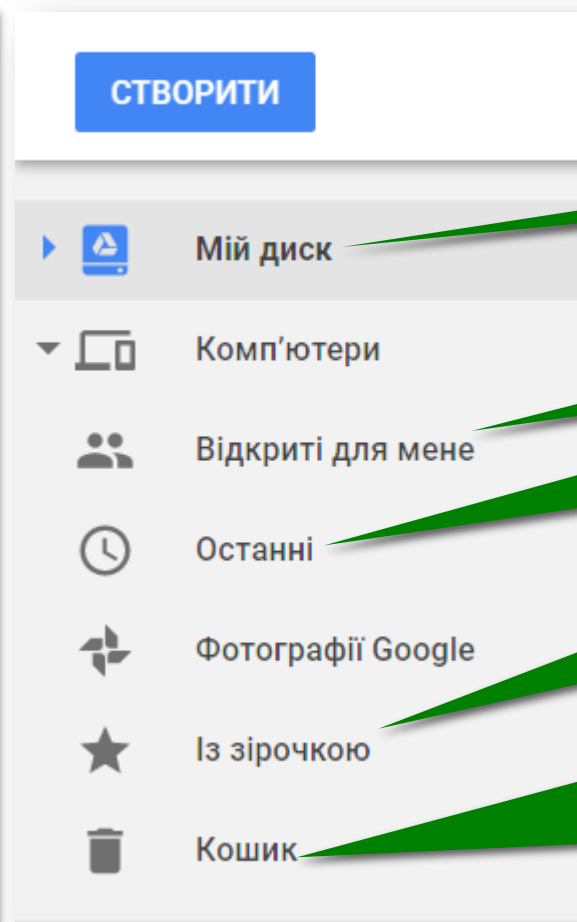 СТВОРИТИ
Мій диск
Комп'ютери
Відкриті для мене
Останні
Фотографії Google
Із зірочкою
Кошик